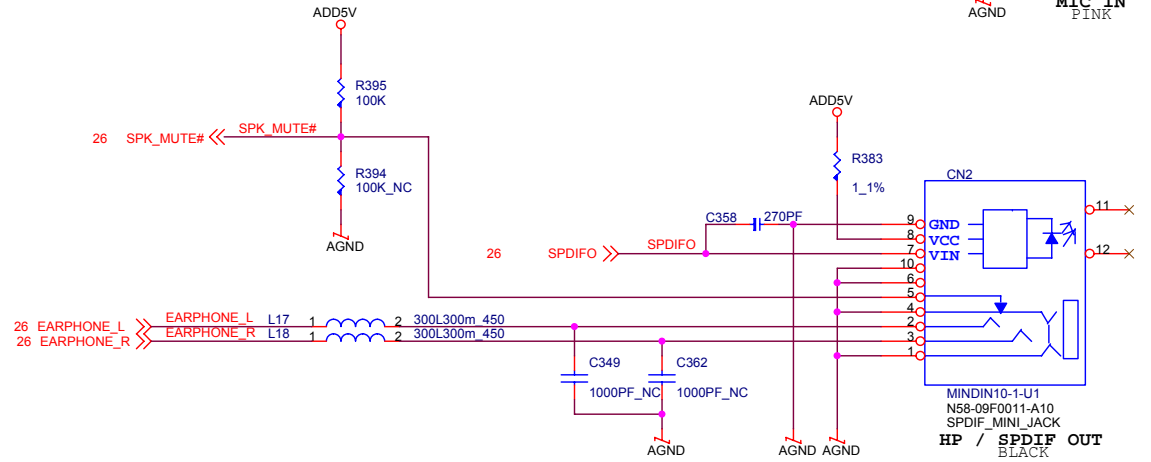 ADD5V
AGND
MIC IN
PINK
R395
100K
ADD5V
26 SPK_MUTE# SPK_MUTE#
R394
100K_NC
R383
1_1%
CN2
AGND
C358 270PF
11
9 GND
8 VCC
26 SPDIFO SPDIFO
7 VIN
12
10
6
5
4
26 EARPHONE_L EARPHONE_L L17 1 2 300L300m_450
2
26 EARPHONE_R EARPHONE_R L18 1 2 300L300m_450
3
1
C349
1000PF_NC
C362
1000PF_NC
MINDIN10-1-U1
N58-09F0011-A10
SPDIF_MINI_JACK
HP / SPDIF OUT
BLACK
AGND
AGND
AGND